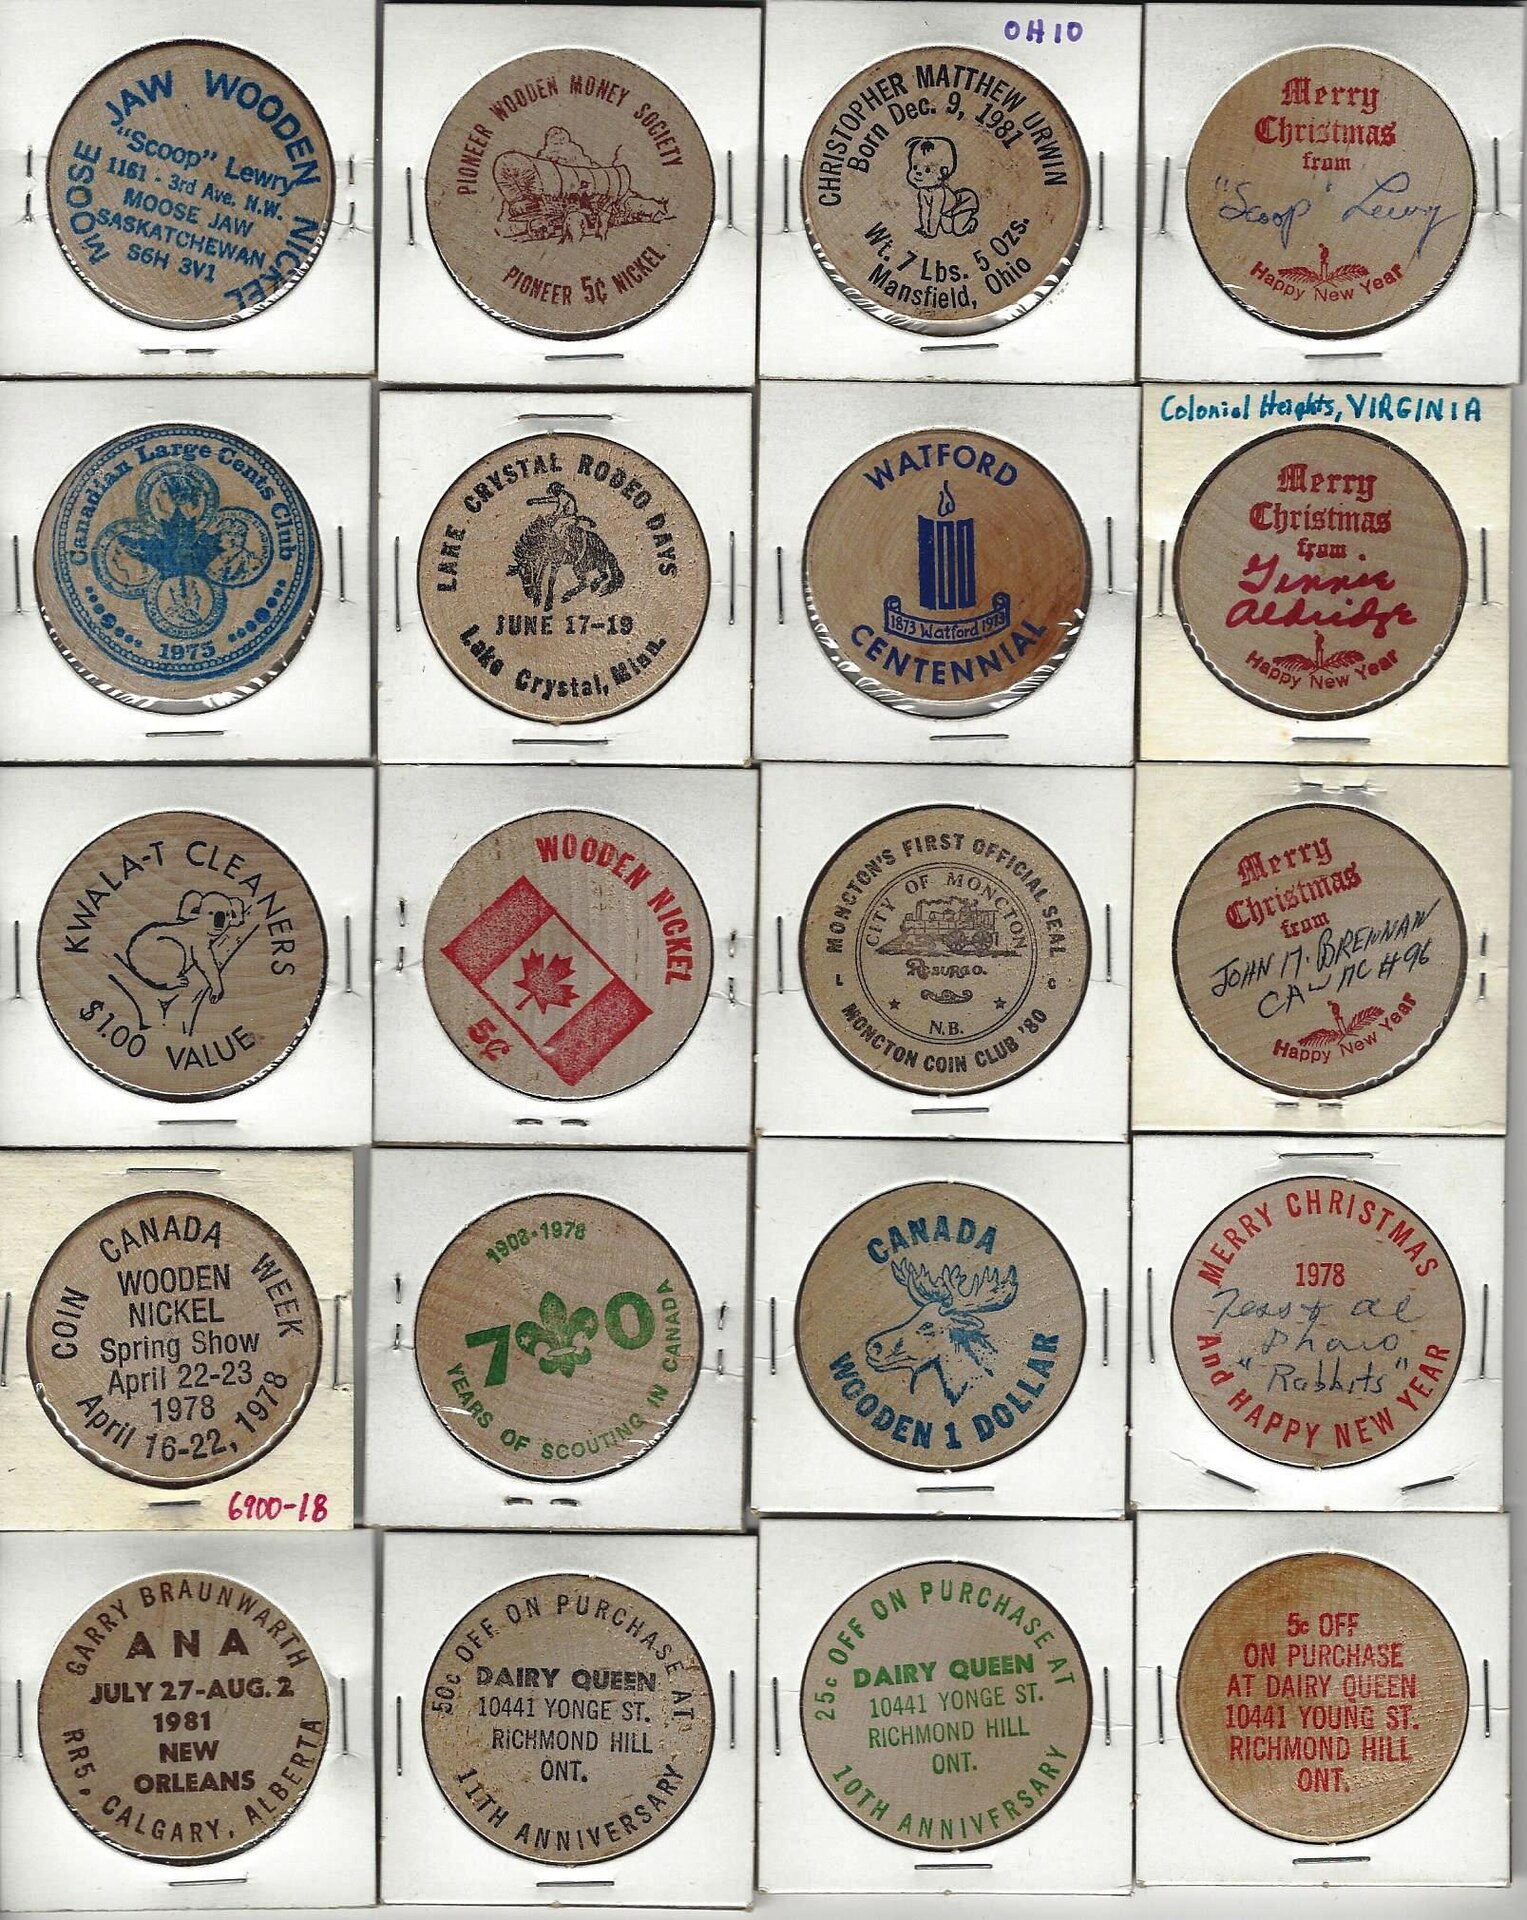 MOOSE JAW WOODEN NICKEL
"Scoop" Lewry
1161 - 3rd Ave. N.W.
MOOSE JAW
SASKATCHEWAN
S6H 3V1
PIONEER WOODEN MONEY SOCIETY
PIONEER 5¢ NICKEL
OHIO
CHRISTOPHER MATTHEW URWIN
Born Dec. 9, 1981
Wt. 7 Lbs. 5 Ozs.
Mansfield, Ohio
Merry
Christmas
from
"Scoop" Lewry
Happy New Year
Canadian Large Cents Club
1975
LAKE CRYSTAL RODEO DAYS
JUNE 17-19
Lake Crystal, Minn.
WATFORD
1873 Watford 1973
CENTENNIAL
Colonial Heights, VIRGINIA
Merry
Christmas
from
Ginnie
Aldridge
Happy New Year
KWALA-T CLEANERS
$1.00 VALUE
WOODEN NICKEL
5¢
MONCTON'S FIRST OFFICIAL SEAL
CITY OF MONCTON
Resurgo.
N.B.
MONCTON COIN CLUB '80
Merry
Christmas
from
JOHN M. BRENNAN
CAWMC #96
Happy New Year
COIN CANADA WEEK
WOODEN
NICKEL
Spring Show
April 22-23
1978
April 16-22, 1978
6900-18
1908-1978
70
YEARS OF SCOUTING IN CANADA
CANADA
WOODEN 1 DOLLAR
MERRY CHRISTMAS
1978
Tess & Al
"Rabbits"
And HAPPY NEW YEAR
GARRY BRAUNWARTH
ANA
JULY 27-AUG. 2
1981
NEW
ORLEANS
RR5, CALGARY, ALBERTA
50c OFF ON PURCHASE AT
DAIRY QUEEN
10441 YONGE ST.
RICHMOND HILL
ONT.
11TH ANNIVERSARY
25c OFF ON PURCHASE AT
DAIRY QUEEN
10441 YONGE ST.
RICHMOND HILL
ONT.
10TH ANNIVERSARY
5c OFF
ON PURCHASE
AT DAIRY QUEEN
10441 YOUNG ST.
RICHMOND HILL
ONT.